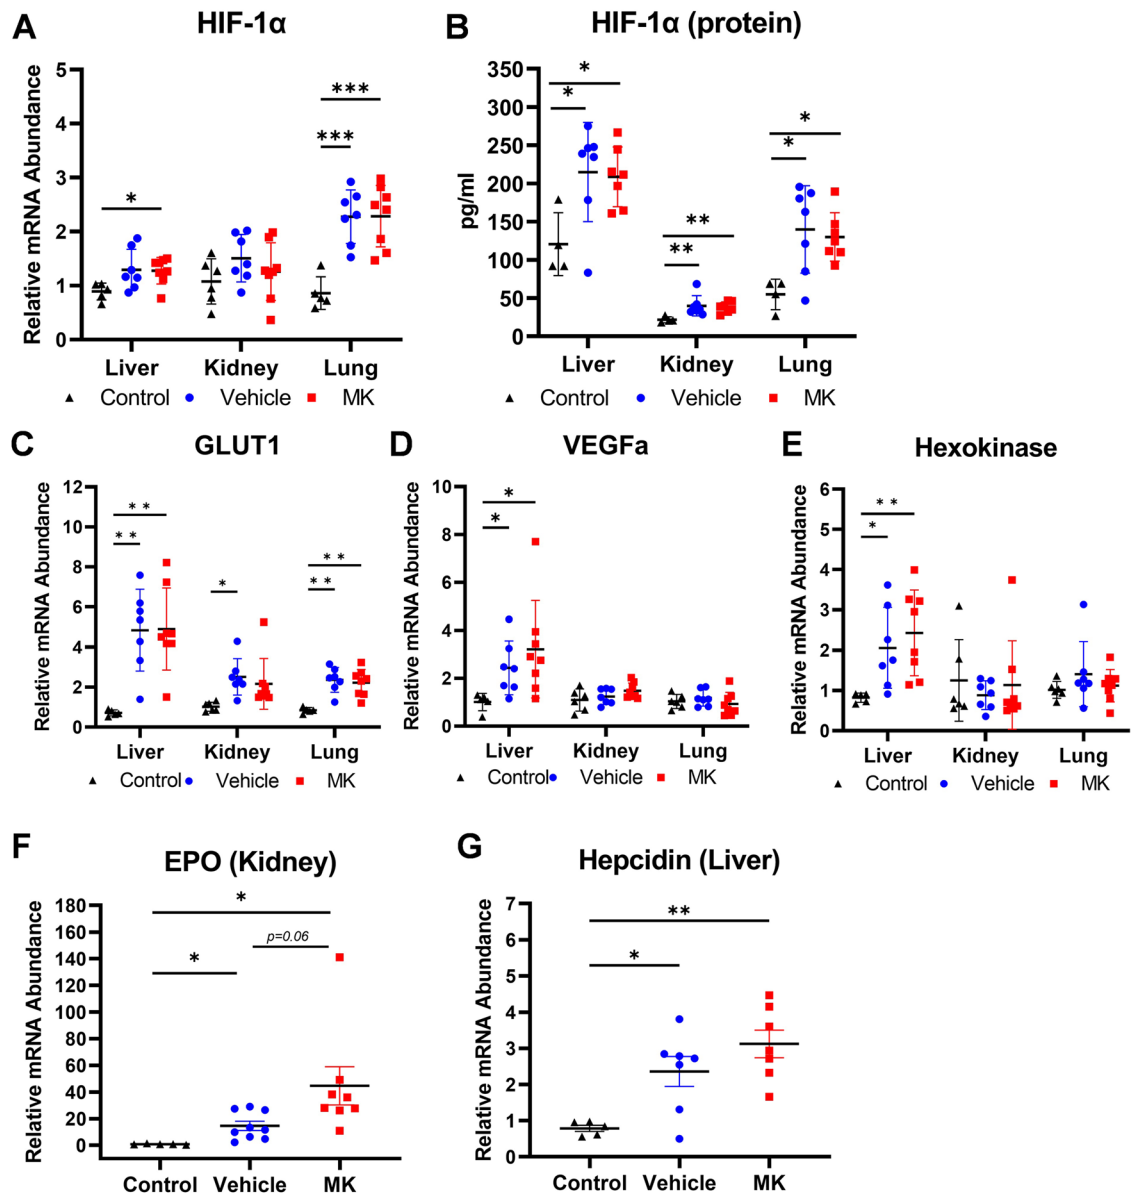 A
HIF-1α
Relative mRNA Abundance
5
4
3
2
1
0
*
***
***
Liver Kidney Lung
▲ Control ● Vehicle ■ MK
B
HIF-1α (protein)
pg/ml
350
300
250
200
150
100
50
0
*
*
**
**
*
*
Liver Kidney Lung
▲ Control ● Vehicle ■ MK
C
GLUT1
Relative mRNA Abundance
12
10
8
6
4
2
0
**
**
*
**
**
Liver Kidney Lung
▲ Control ● Vehicle ■ MK
D
VEGFa
Relative mRNA Abundance
10
8
6
4
2
0
*
*
Liver Kidney Lung
▲ Control ● Vehicle ■ MK
E
Hexokinase
Relative mRNA Abundance
6
5
4
3
2
1
0
**
*
Liver Kidney Lung
▲ Control ● Vehicle ■ MK
F
EPO (Kidney)
Relative mRNA Abundance
180
160
140
120
100
80
60
40
20
0
*
p=0.06
*
Control Vehicle MK
G
Hepcidin (Liver)
Relative mRNA Abundance
7
6
5
4
3
2
1
0
**
*
Control Vehicle MK